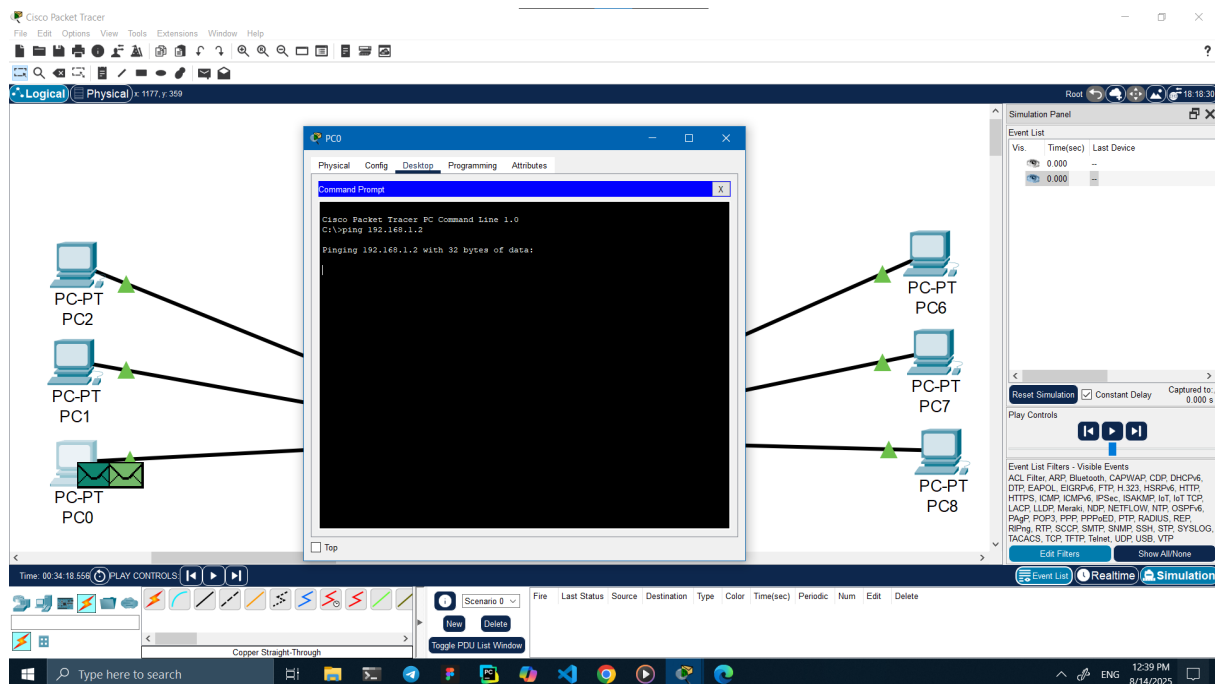 Cisco Packet Tracer
File Edit Options View Tools Extensions Window Help
?
Logical Physical x: 1177, y: 359
Root 18:18:30
PC0
Physical Config Desktop Programming Attributes
Command Prompt
X
Cisco Packet Tracer PC Command Line 1.0
C:\>ping 192.168.1.2
Pinging 192.168.1.2 with 32 bytes of data:
Top
PC-PT
PC2
PC-PT
PC1
PC-PT
PC0
PC-PT
PC6
PC-PT
PC7
PC-PT
PC8
Simulation Panel
Event List
Vis. Time(sec) Last Device
0.000 --
0.000 --
Reset Simulation Constant Delay Captured to:
0.000 s
Play Controls
Event List Filters - Visible Events
ACL Filter, ARP, Bluetooth, CAPWAP, CDP, DHCPv6,
DTP, EAPOL, EIGRPv6, FTP, H.323, HSRPv6, HTTP,
HTTPS, ICMP, ICMPv6, IPSec, ISAKMP, IoT, IoT TCP,
LACP, LLDP, Meraki, NDP, NETFLOW, NTP, OSPFv6,
PAgP, POP3, PPP, PPPoED, PTP, RADIUS, REP,
RIPng, RTP, SCCP, SMTP, SNMP, SSH, STP, SYSLOG,
TACACS, TCP, TFTP, Telnet, UDP, USB, VTP
Edit Filters Show All/None
Time: 00:34:18.556 PLAY CONTROLS:
Event List Realtime Simulation
Scenario 0
New Delete
Toggle PDU List Window
Fire Last Status Source Destination Type Color Time(sec) Periodic Num Edit Delete
Copper Straight-Through
Type here to search
PC
ENG
12:39 PM
8/14/2025